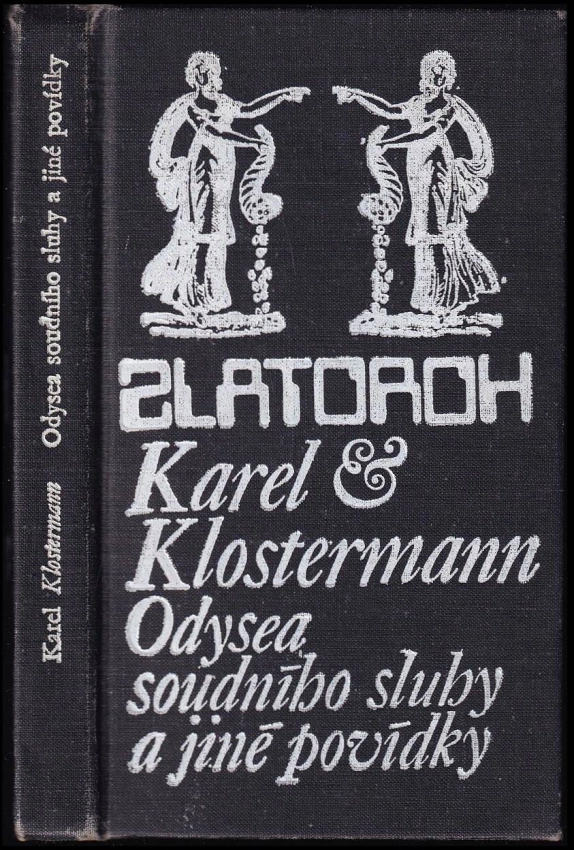 Karel Klostermann Odysea soudního sluhy a jiné povídky
ZLATOROH
Karel &
Klostermann
Odysea
soudního sluhy
a jiné povídky